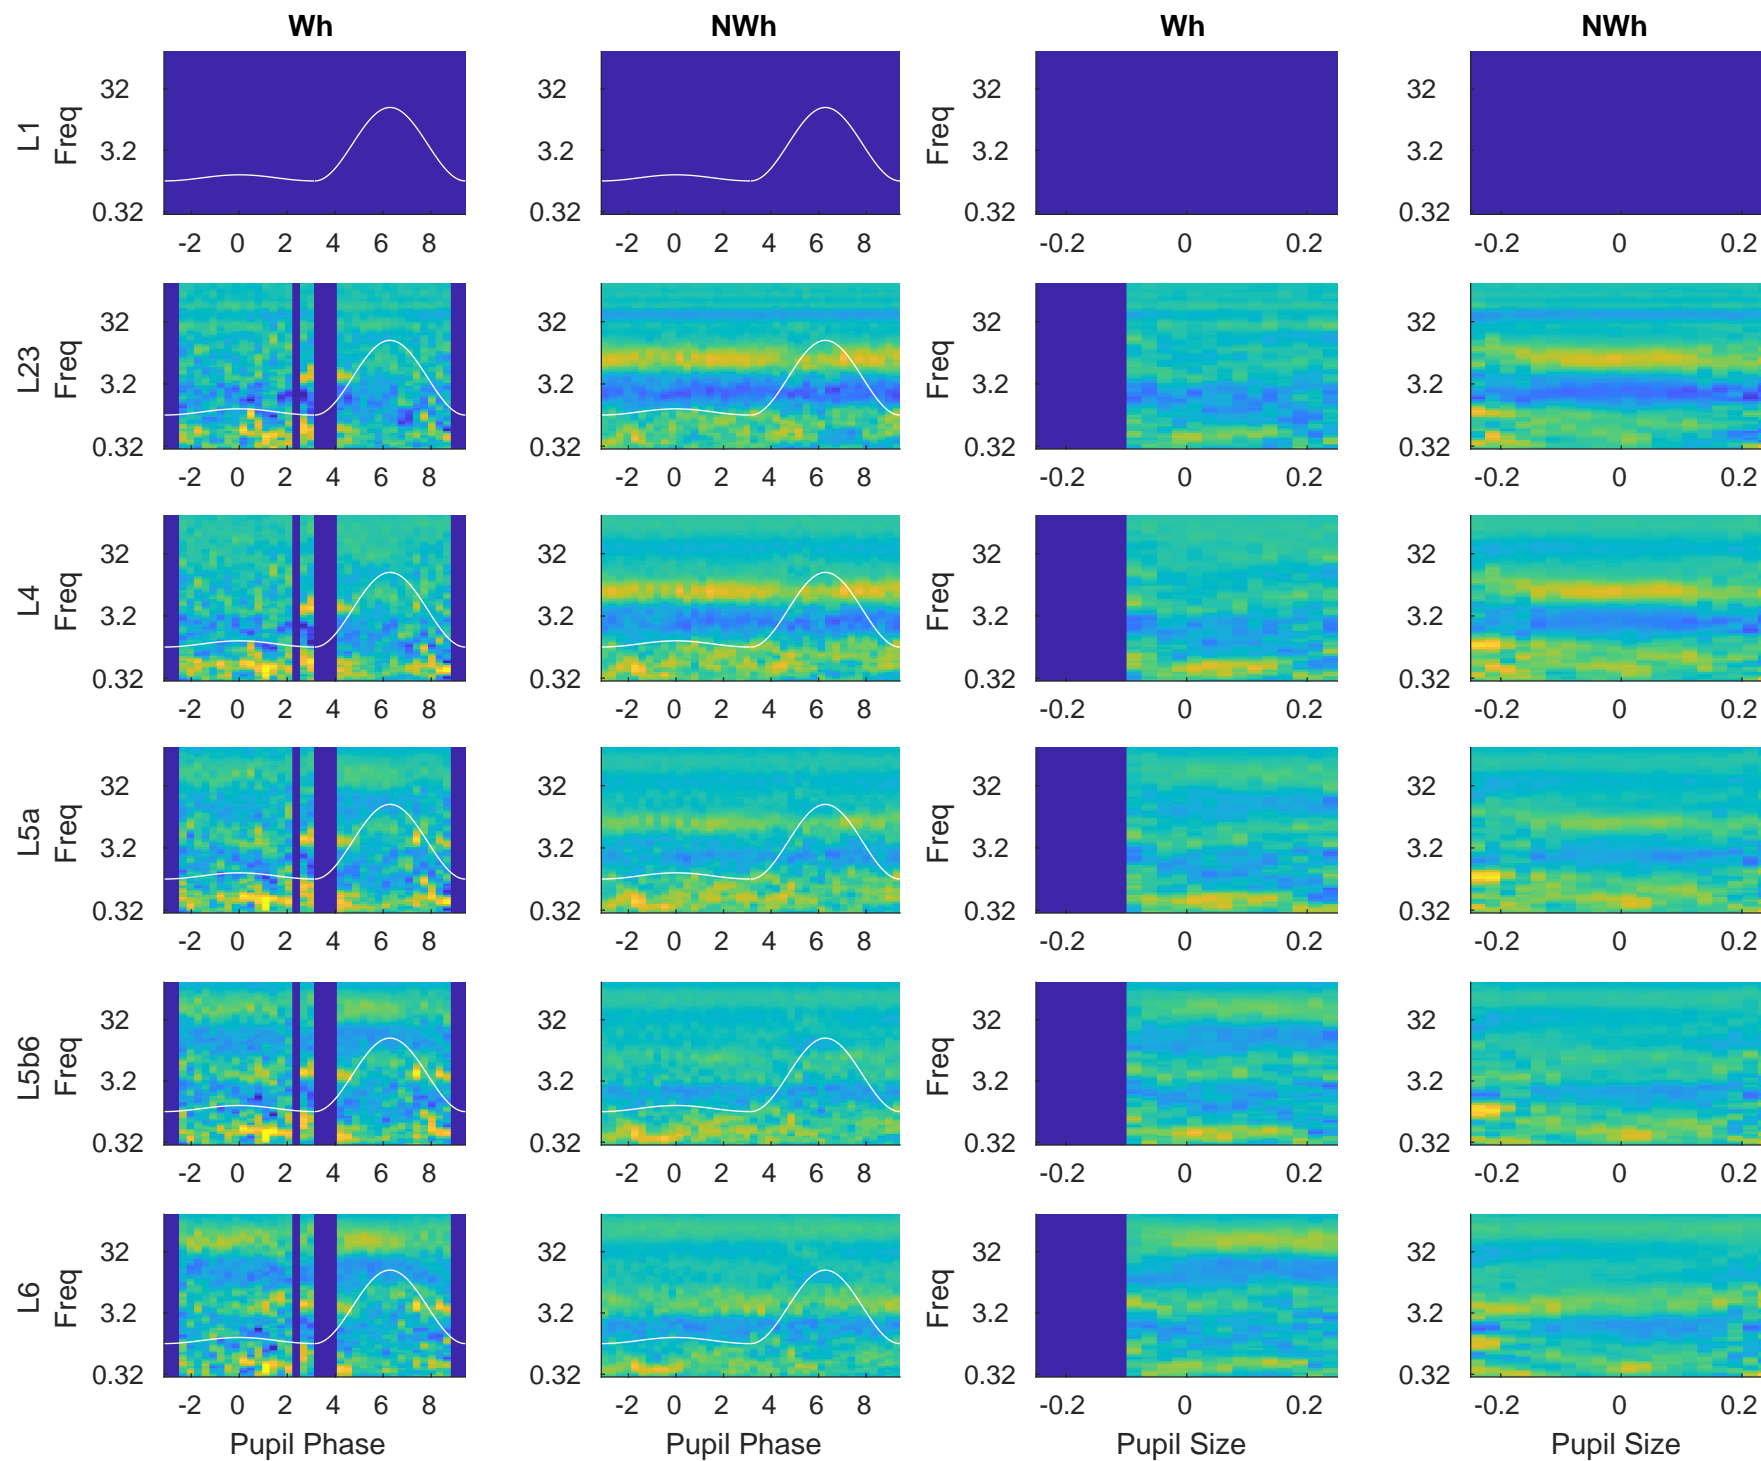 Wh NWh Wh NWh
L1 Freq 32 3.2 0.32 32 3.2 0.32 Freq 32 3.2 0.32 32 3.2 0.32
-2 0 2 4 6 8 -2 0 2 4 6 8 -0.2 0 0.2 -0.2 0 0.2
L23 Freq 32 3.2 0.32 32 3.2 0.32 Freq 32 3.2 0.32 32 3.2 0.32
-2 0 2 4 6 8 -2 0 2 4 6 8 -0.2 0 0.2 -0.2 0 0.2
L4 Freq 32 3.2 0.32 32 3.2 0.32 Freq 32 3.2 0.32 32 3.2 0.32
-2 0 2 4 6 8 -2 0 2 4 6 8 -0.2 0 0.2 -0.2 0 0.2
L5a Freq 32 3.2 0.32 32 3.2 0.32 Freq 32 3.2 0.32 32 3.2 0.32
-2 0 2 4 6 8 -2 0 2 4 6 8 -0.2 0 0.2 -0.2 0 0.2
L5b6 Freq 32 3.2 0.32 32 3.2 0.32 Freq 32 3.2 0.32 32 3.2 0.32
-2 0 2 4 6 8 -2 0 2 4 6 8 -0.2 0 0.2 -0.2 0 0.2
L6 Freq 32 3.2 0.32 32 3.2 0.32 Freq 32 3.2 0.32 32 3.2 0.32
-2 0 2 4 6 8 -2 0 2 4 6 8 -0.2 0 0.2 -0.2 0 0.2
Pupil Phase Pupil Phase Pupil Size Pupil Size